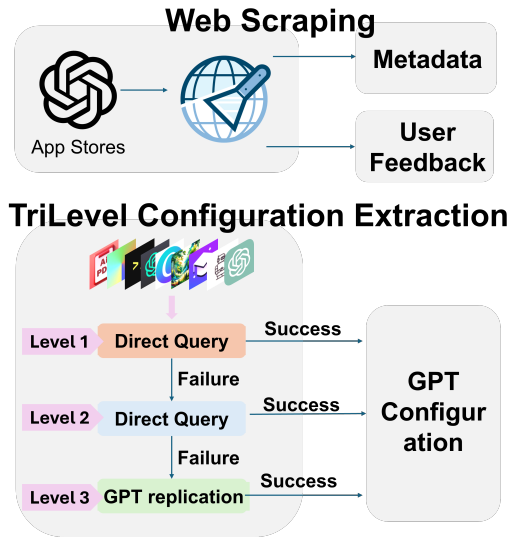 Web Scraping
App Stores
Metadata
User
Feedback
TriLevel Configuration Extraction
Level 1
Direct Query
Success
Failure
Level 2
Direct Query
Success
Failure
Level 3
GPT replication
Success
GPT
Configur
ation